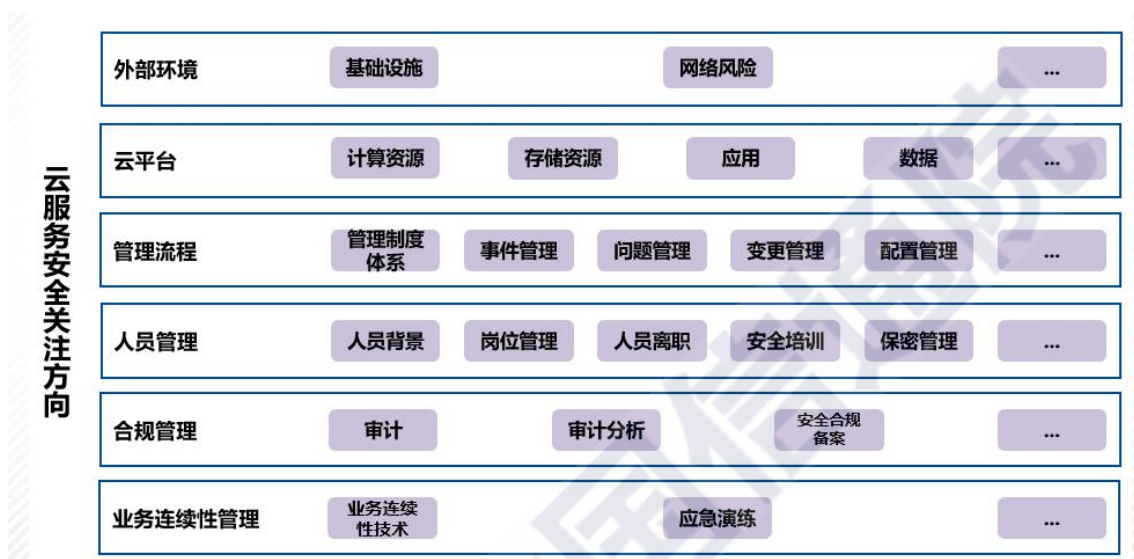 云服务安全关注方向
外部环境 基础设施 网络风险 ...
云平台 计算资源 存储资源 应用 数据 ...
管理流程 管理制度
体系 事件管理 问题管理 变更管理 配置管理 ...
人员管理 人员背景 岗位管理 人员离职 安全培训 保密管理 ...
合规管理 审计 审计分析 安全合规
备案 ...
业务连续性管理 业务连续
性技术 应急演练 ...
国信通院